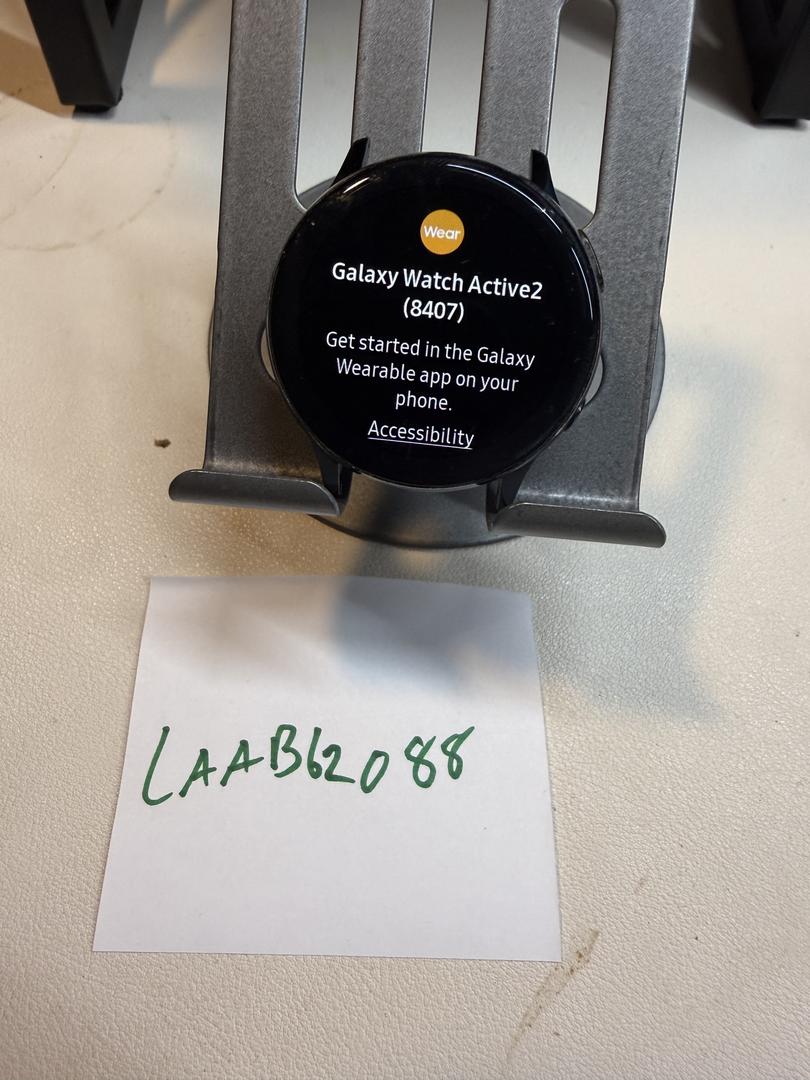 Wear
Galaxy Watch Active2
(8407)
Get started in the Galaxy
Wearable app on your
phone.
Accessibility
LAAB62088